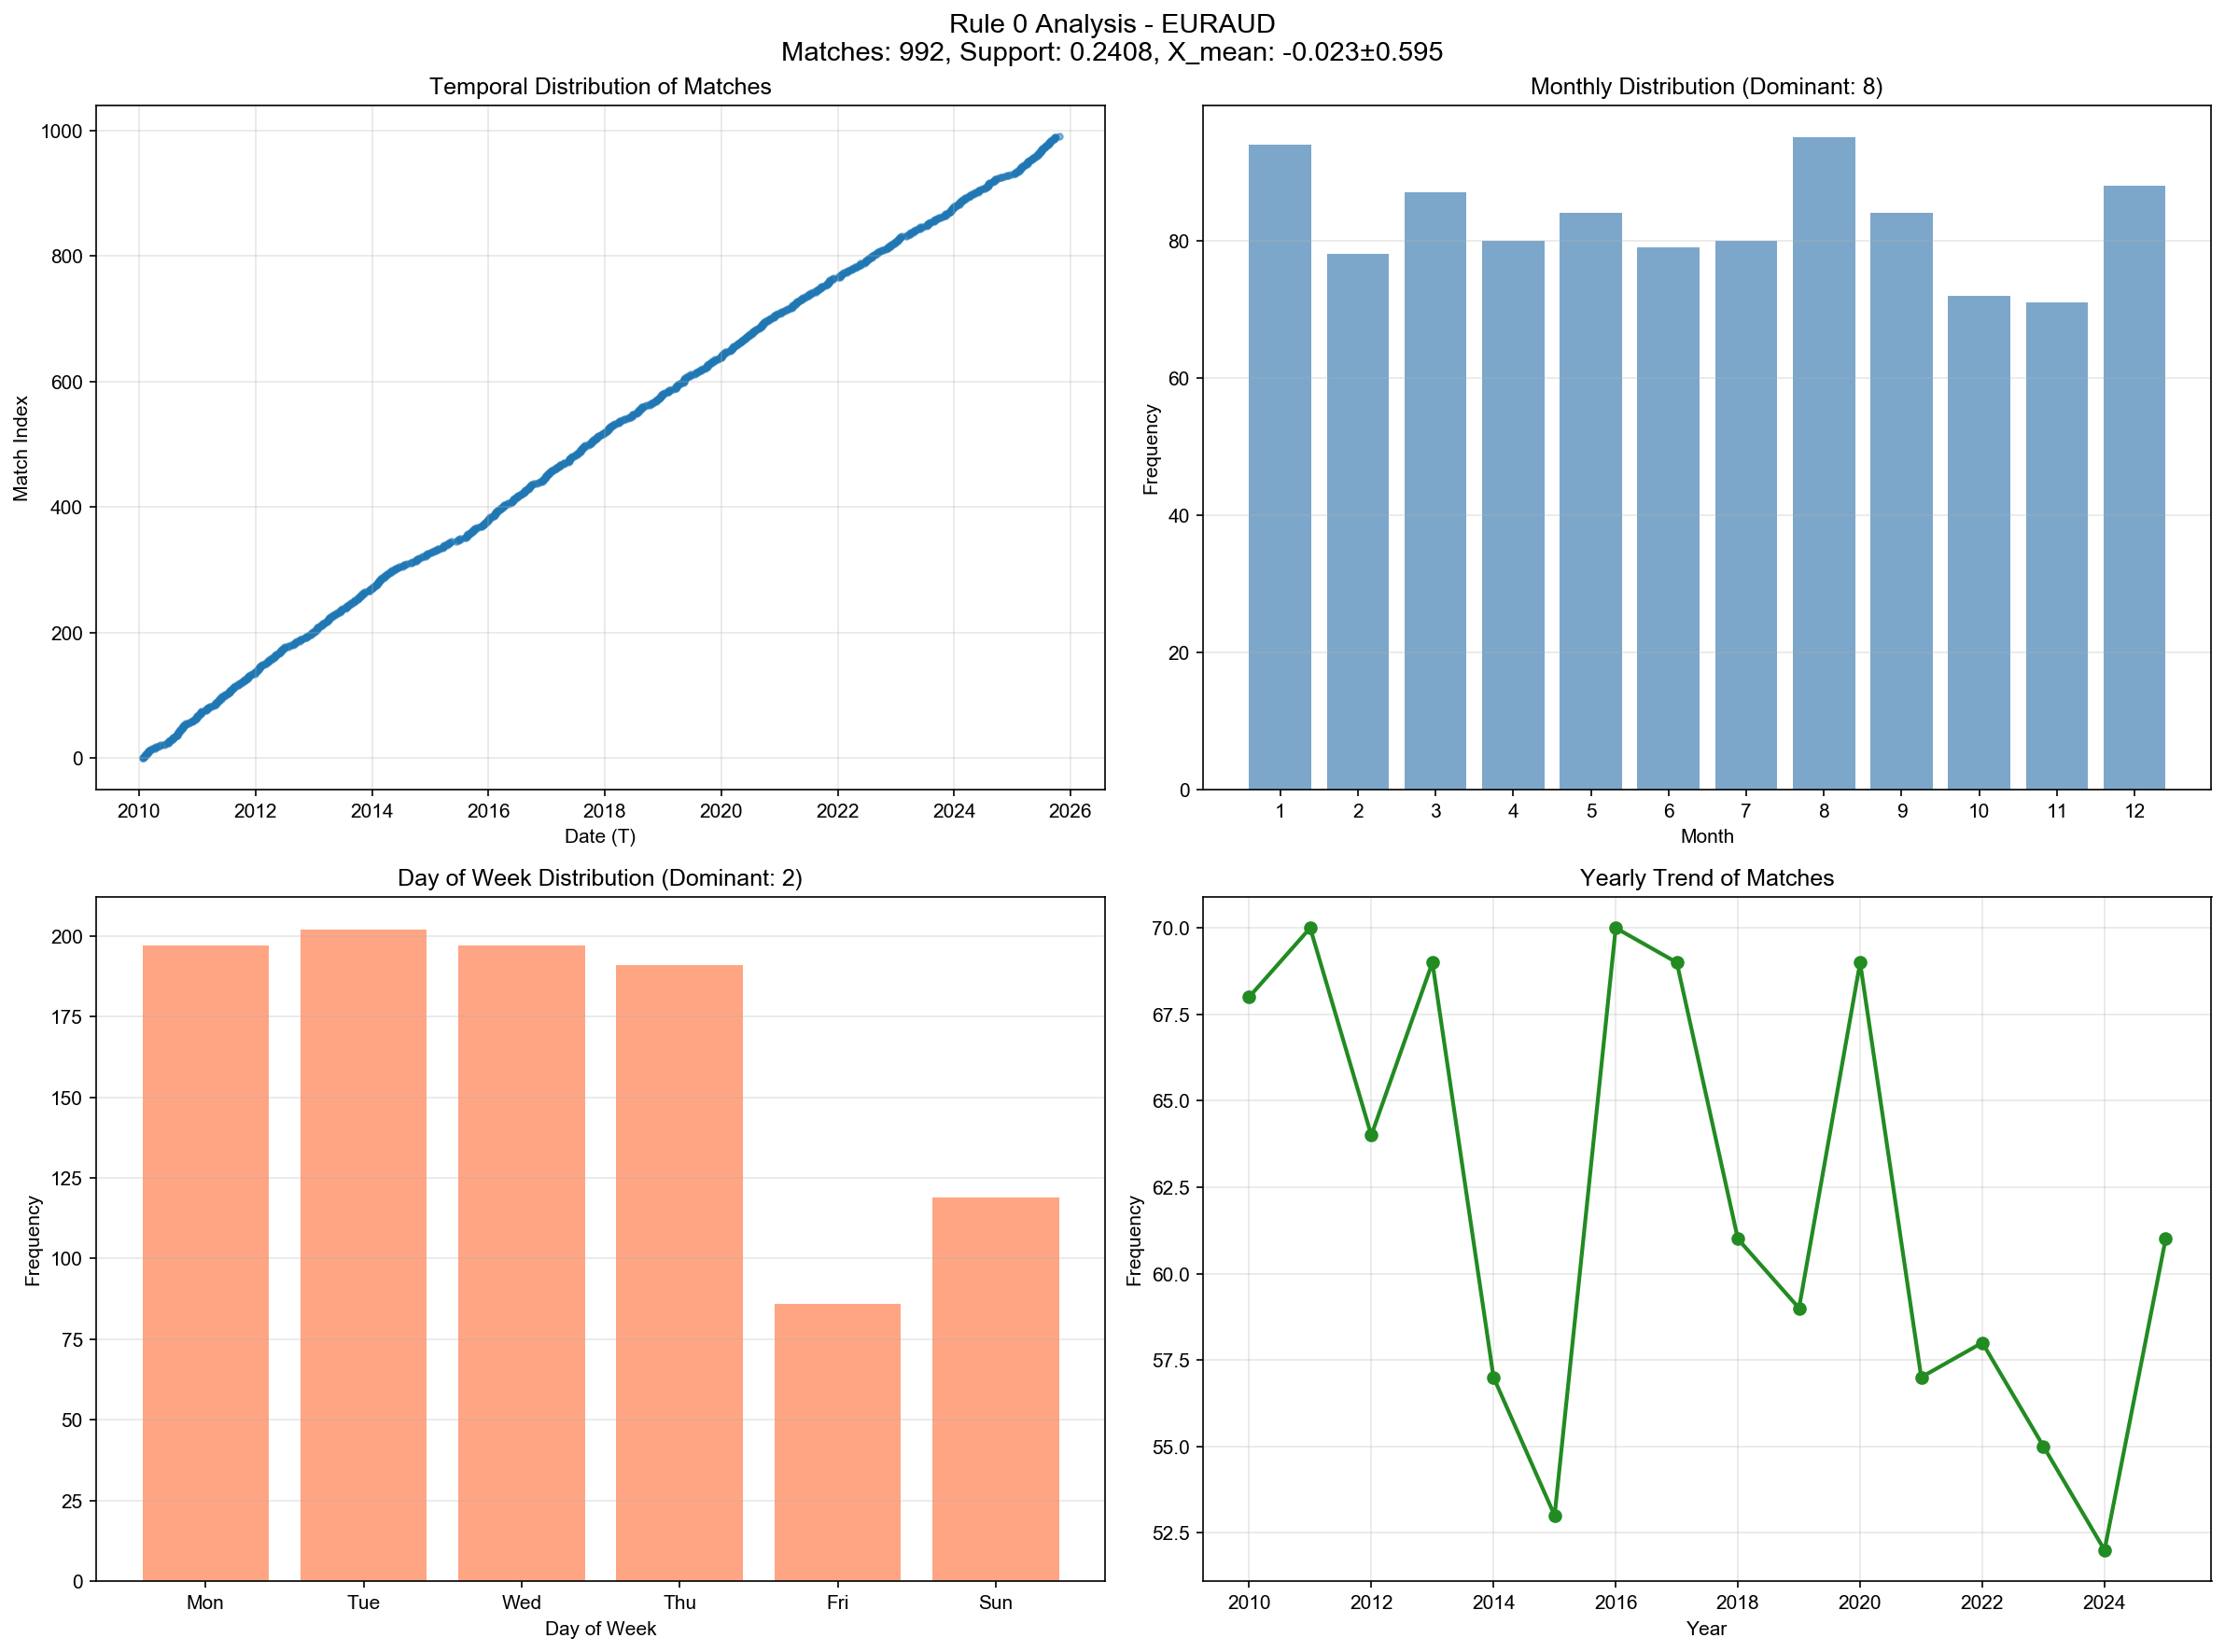 Rule 0 Analysis - EURAUD
Matches: 992, Support: 0.2408, X_mean: -0.023±0.595
Temporal Distribution of Matches
1000
800
600
400
200
0
Match Index
2010 2012 2014 2016 2018 2020 2022 2024 2026
Date (T)
Monthly Distribution (Dominant: 8)
80
60
40
20
0
Frequency
1 2 3 4 5 6 7 8 9 10 11 12
Month
Day of Week Distribution (Dominant: 2)
200
175
150
125
100
75
50
25
0
Frequency
Mon Tue Wed Thu Fri Sun
Day of Week
Yearly Trend of Matches
70.0
67.5
65.0
62.5
60.0
57.5
55.0
52.5
Frequency
2010 2012 2014 2016 2018 2020 2022 2024
Year